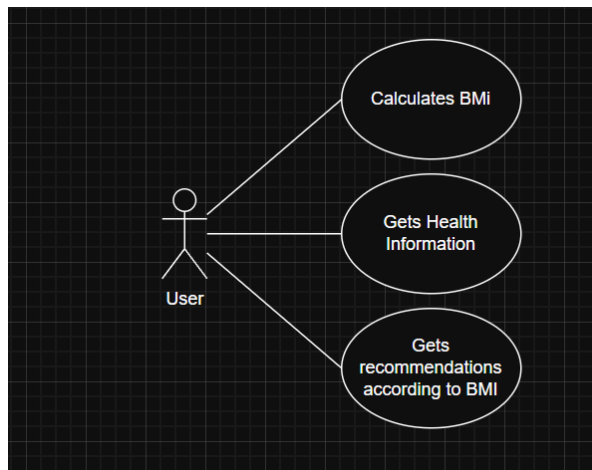 Calculates BMi
Gets Health
Information
User
Gets
recommendations
according to BMI